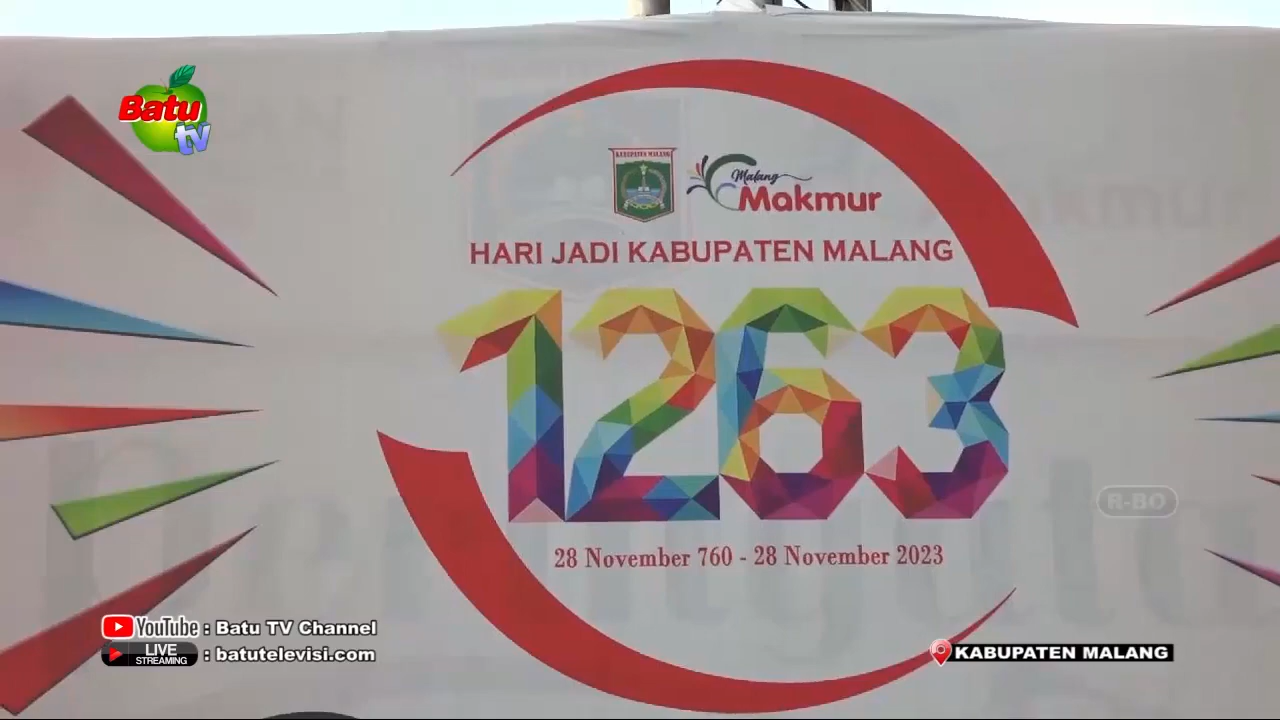 Batu
tv
KABUPATEN MALANG
Malang
Makmur
HARI JADI KABUPATEN MALANG
1263
28 November 760 - 28 November 2023
R-BO
YouTube : Batu TV Channel
LIVE
STREAMING : batutelevisi.com
KABUPATEN MALANG